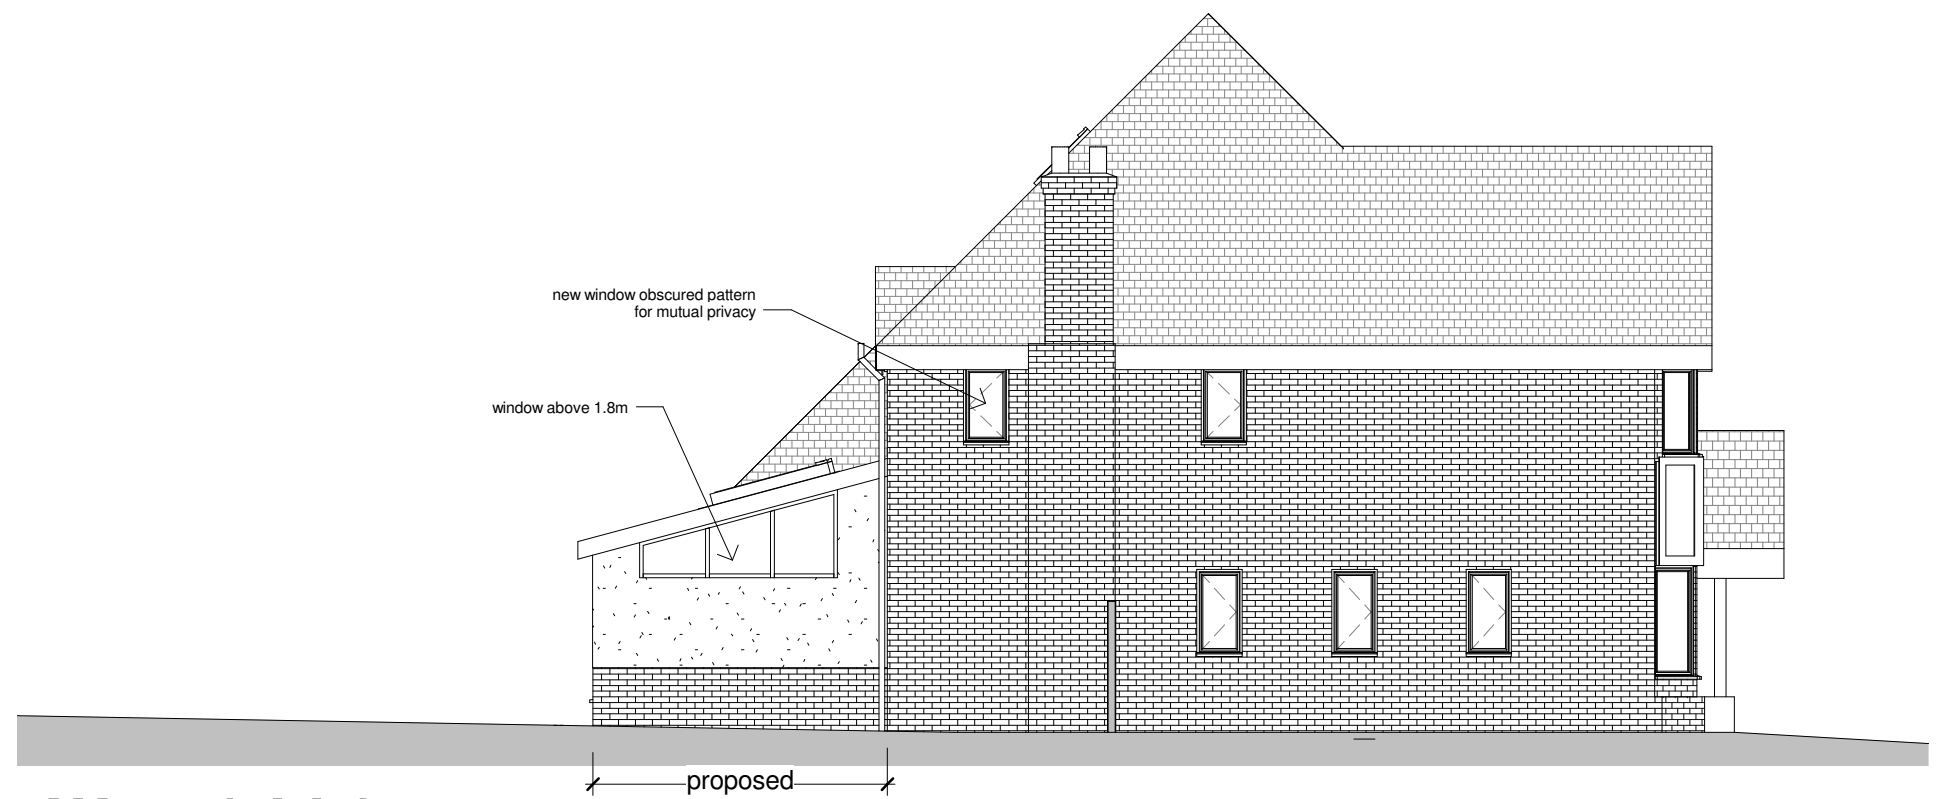 new window obscured pattern
for mutual privacy
window above 1.8m
proposed